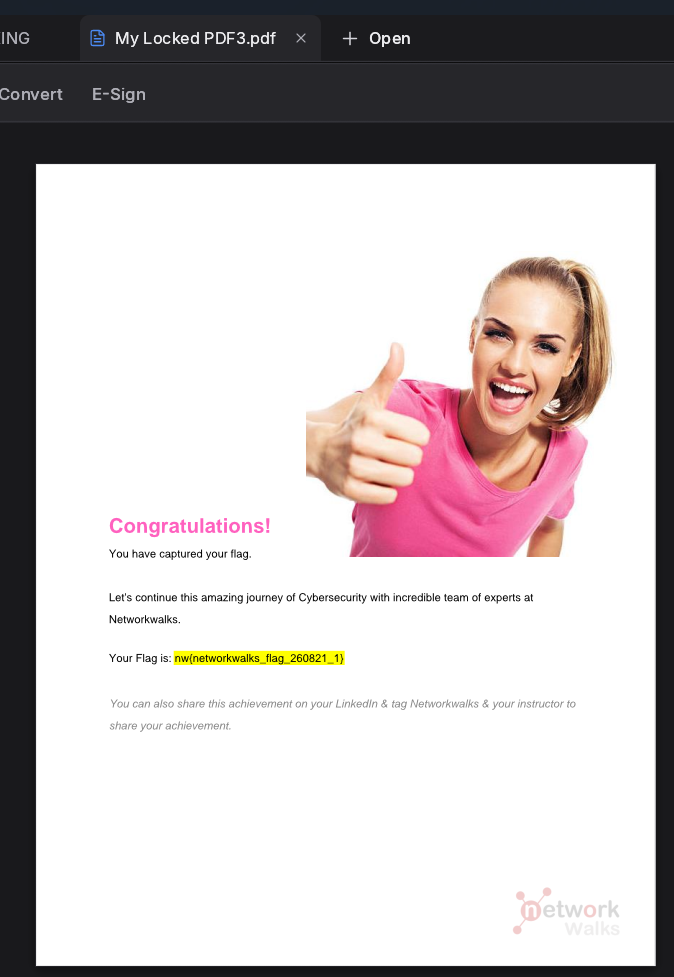 ING
My Locked PDF3.pdf
Open
Convert
E-Sign
Congratulations!
You have captured your flag.
Let's continue this amazing journey of Cybersecurity with incredible team of experts at
Networkwalks.
Your Flag is: nw{networkwalks_flag_260821_1}
You can also share this achievement on your LinkedIn & tag Networkwalks & your instructor to
share your achievement.
network
Walks